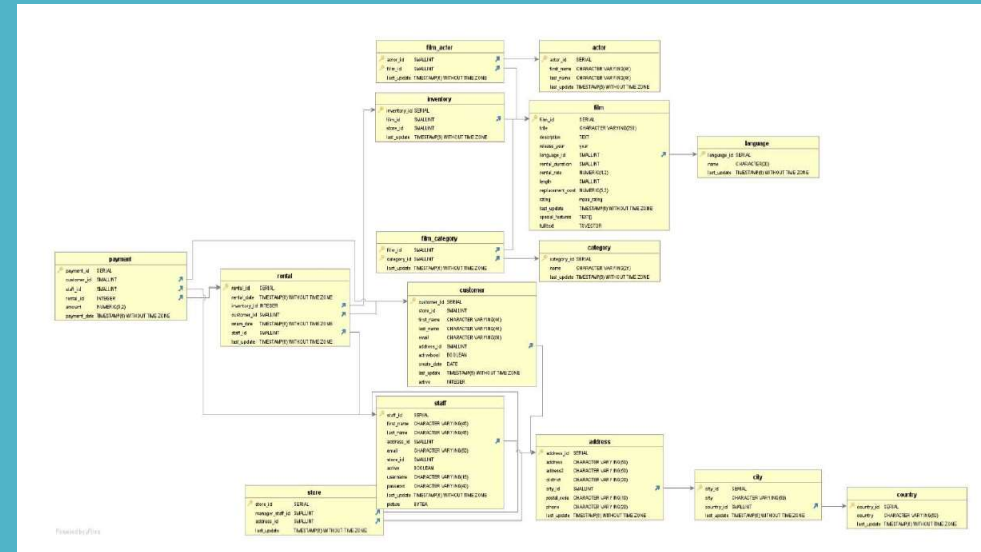 film_actor
actor_id SMALLINT
film_id SMALLINT
last_update TIMESTAMP(6) WITHOUT TIME ZONE
actor
actor_id SERIAL
first_name CHARACTER VARYING(45)
last_name CHARACTER VARYING(45)
last_update TIMESTAMP(6) WITHOUT TIME ZONE
inventory
inventory_id SERIAL
film_id SMALLINT
store_id SMALLINT
last_update TIMESTAMP(6) WITHOUT TIME ZONE
film
film_id SERIAL
title CHARACTER VARYING(255)
description TEXT
release_year year
language_id SMALLINT
rental_duration SMALLINT
rental_rate NUMERIC(4,2)
length SMALLINT
replacement_cost NUMERIC(5,2)
rating mpaa_rating
last_update TIMESTAMP(6) WITHOUT TIME ZONE
special_features TEXT[]
fulltext TSVECTOR
language
language_id SERIAL
name CHARACTER(20)
last_update TIMESTAMP(6) WITHOUT TIME ZONE
film_category
film_id SMALLINT
category_id SMALLINT
last_update TIMESTAMP(6) WITHOUT TIME ZONE
category
category_id SERIAL
name CHARACTER VARYING(25)
last_update TIMESTAMP(6) WITHOUT TIME ZONE
payment
payment_id SERIAL
customer_id SMALLINT
staff_id SMALLINT
rental_id INTEGER
amount NUMERIC(5,2)
payment_date TIMESTAMP(6) WITHOUT TIME ZONE
rental
rental_id SERIAL
rental_date TIMESTAMP(6) WITHOUT TIME ZONE
inventory_id INTEGER
customer_id SMALLINT
return_date TIMESTAMP(6) WITHOUT TIME ZONE
staff_id SMALLINT
last_update TIMESTAMP(6) WITHOUT TIME ZONE
customer
customer_id SERIAL
store_id SMALLINT
first_name CHARACTER VARYING(45)
last_name CHARACTER VARYING(45)
email CHARACTER VARYING(50)
address_id SMALLINT
activebool BOOLEAN
create_date DATE
last_update TIMESTAMP(6) WITHOUT TIME ZONE
active INTEGER
staff
staff_id SERIAL
first_name CHARACTER VARYING(45)
last_name CHARACTER VARYING(45)
address_id SMALLINT
email CHARACTER VARYING(50)
store_id SMALLINT
active BOOLEAN
username CHARACTER VARYING(16)
password CHARACTER VARYING(40)
last_update TIMESTAMP(6) WITHOUT TIME ZONE
picture BYTEA
store
store_id SERIAL
manager_staff_id SMALLINT
address_id SMALLINT
last_update TIMESTAMP(6) WITHOUT TIME ZONE
address
address_id SERIAL
address CHARACTER VARYING(50)
address2 CHARACTER VARYING(50)
district CHARACTER VARYING(20)
city_id SMALLINT
postal_code CHARACTER VARYING(10)
phone CHARACTER VARYING(20)
last_update TIMESTAMP(6) WITHOUT TIME ZONE
city
city_id SERIAL
city CHARACTER VARYING(50)
country_id SMALLINT
last_update TIMESTAMP(6) WITHOUT TIME ZONE
country
country_id SERIAL
country CHARACTER VARYING(50)
last_update TIMESTAMP(6) WITHOUT TIME ZONE
Powered by yFiles